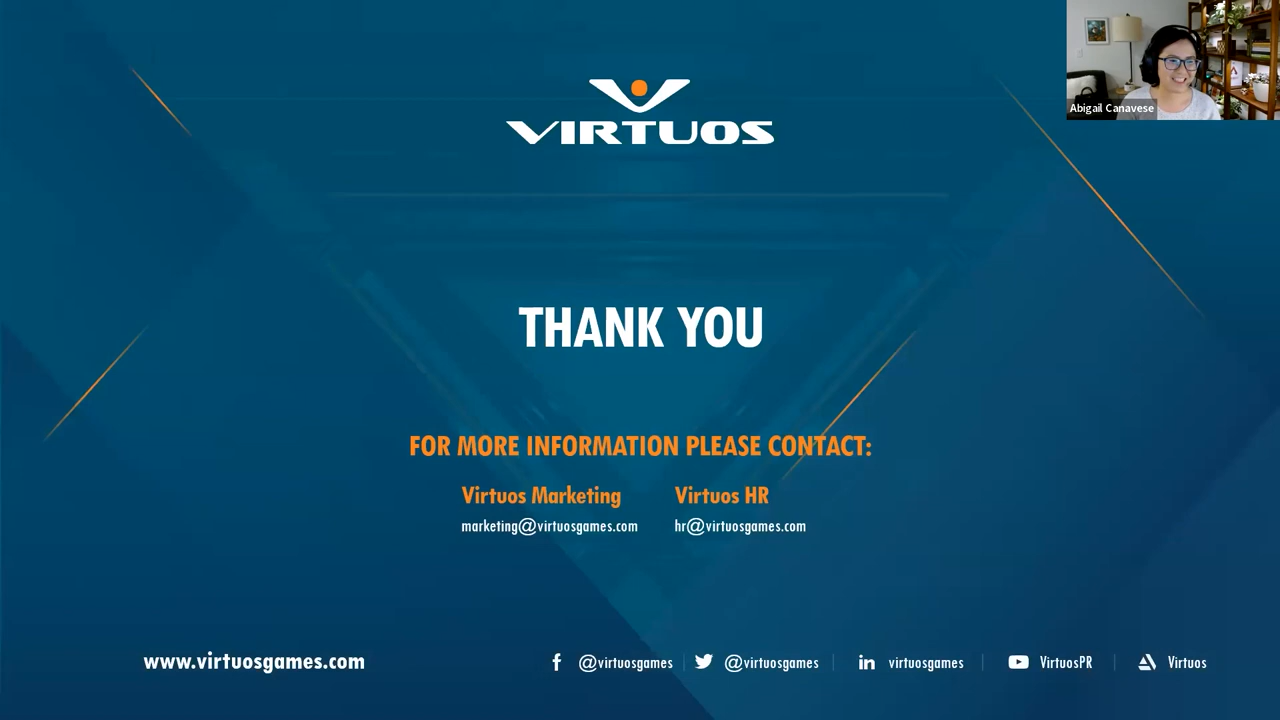 VIRTUOS
Abigail Canavese
THANK YOU
FOR MORE INFORMATION PLEASE CONTACT:
Virtuos Marketing
marketing@virtuosgames.com
Virtuos HR
hr@virtuosgames.com
www.virtuosgames.com
@virtuosgames
@virtuosgames
in virtuosgames
VirtuosPR
Virtuos